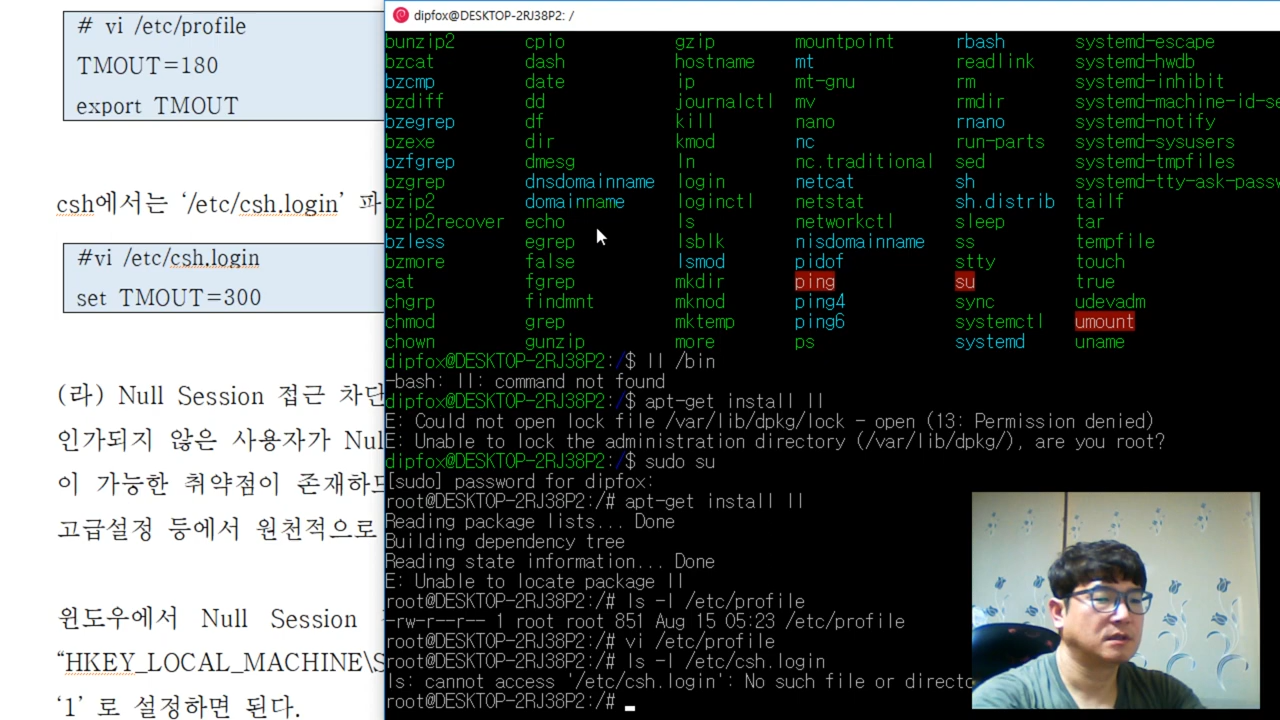 # vi /etc/profile
TMOUT=180
export TMOUT
csh에서는 ‘/etc/csh.login’ 파
#vi /etc/csh.login
set TMOUT=300
(라) Null Session 접근 차단
인가되지 않은 사용자가 Nul
이 가능한 취약점이 존재하므
고급설정 등에서 원천적으로
윈도우에서 Null Session
“HKEY_LOCAL_MACHINE\S
‘1’ 로 설정하면 된다.
dipfox@DESKTOP-2RJ38P2: /
bunzip2 cpio gzip mountpoint rbash systemd-escape
bzcat dash hostname mt readlink systemd-hwdb
bzcmp date ip mt-gnu rm systemd-inhibit
bzdiff dd journalctl mv rmdir systemd-machine-id-se
bzegrep df kill nano rnano systemd-notify
bzexe dir kmod nc run-parts systemd-sysusers
bzfgrep dmesg ln nc.traditional sed systemd-tmpfiles
bzgrep dnsdomainname login netcat sh systemd-tty-ask-passw
bzip2 domainname loginctl netstat sh.distrib tailf
bzip2recover echo ls networkctl sleep tar
bzless egrep lsblk nisdomainname ss tempfile
bzmore false lsmod pidof stty touch
cat fgrep mkdir ping su true
chgrp findmnt mknod ping4 sync udevadm
chmod grep mktemp ping6 systemctl umount
chown gunzip more ps systemd uname
dipfox@DESKTOP-2RJ38P2:/$ ll /bin
-bash: ll: command not found
dipfox@DESKTOP-2RJ38P2:/$ apt-get install ll
E: Could not open lock file /var/lib/dpkg/lock - open (13: Permission denied)
E: Unable to lock the administration directory (/var/lib/dpkg/), are you root?
dipfox@DESKTOP-2RJ38P2:/$ sudo su
[sudo] password for dipfox:
root@DESKTOP-2RJ38P2:/# apt-get install ll
Reading package lists... Done
Building dependency tree
Reading state information... Done
E: Unable to locate package ll
root@DESKTOP-2RJ38P2:/# ls -l /etc/profile
-rw-r--r-- 1 root root 851 Aug 15 05:23 /etc/profile
root@DESKTOP-2RJ38P2:/# vi /etc/profile
root@DESKTOP-2RJ38P2:/# ls -l /etc/csh.login
ls: cannot access '/etc/csh.login': No such file or directo
root@DESKTOP-2RJ38P2:/#